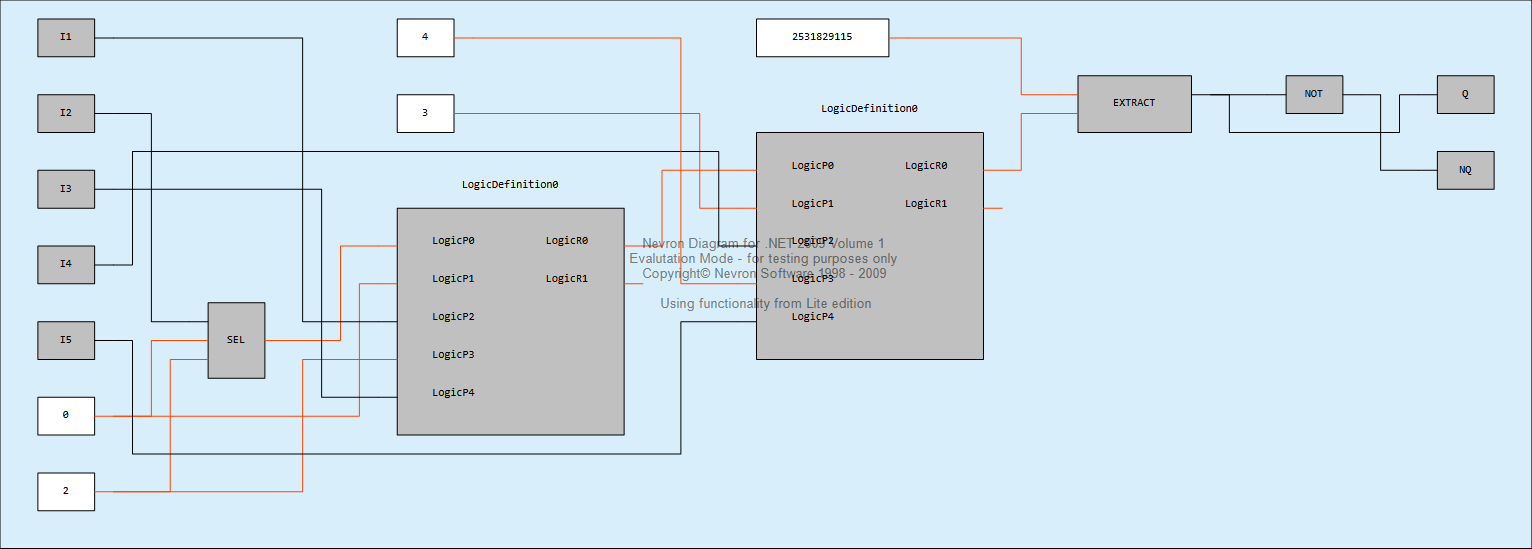 I1
4
2531829115
EXTRACT
NOT
Q
I2
3
LogicDefinition0
NQ
I3
LogicDefinition0
LogicP0
LogicR0
LogicP1
LogicR1
LogicP2
LogicP3
LogicP4
I4
LogicP0
LogicR0
LogicP1
LogicR1
LogicP2
LogicP3
LogicP4
Nevron Diagram for .NET 2009 Volume 1
Evalutation Mode - for testing purposes only
Copyright© Nevron Software 1998 - 2009
Using functionality from Lite edition
I5
SEL
0
2